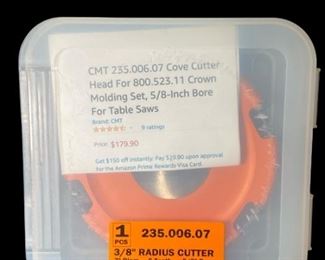 CMT 235.006.07 Cove Cutter
Head For 800.523.11 Crown
Molding Set, 5/8-Inch Bore
For Table Saws
Brand: CMT
9 ratings
Price: $179.90
Get $150 off instantly: Pay $29.90 upon approval
for the Amazon Prime Rewards Visa Card.
1
PCS
235.006.07
3/8" RADIUS CUTTER